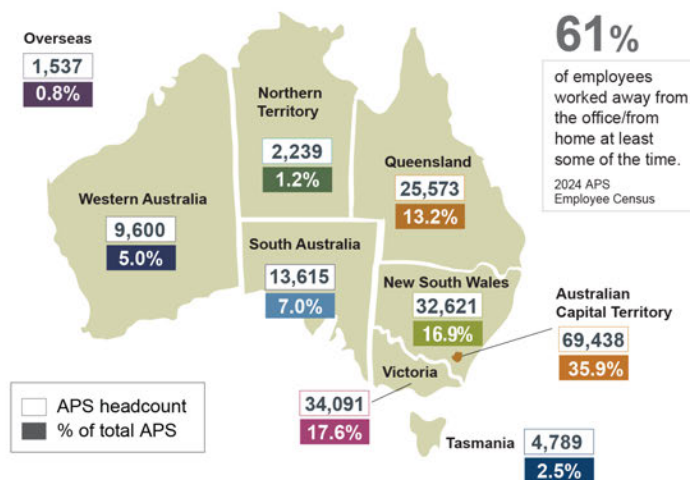 Overseas
1,537
0.8%
Northern
Territory
2,239
1.2%
Queensland
25,573
13.2%
Western Australia
9,600
5.0%
South Australia
13,615
7.0%
New South Wales
32,621
16.9%
Australian
Capital Territory
69,438
35.9%
Victoria
34,091
17.6%
Tasmania
4,789
2.5%
61%
of employees
worked away from
the office/from
home at least
some of the time.
2024 APS
Employee Census
APS headcount
% of total APS